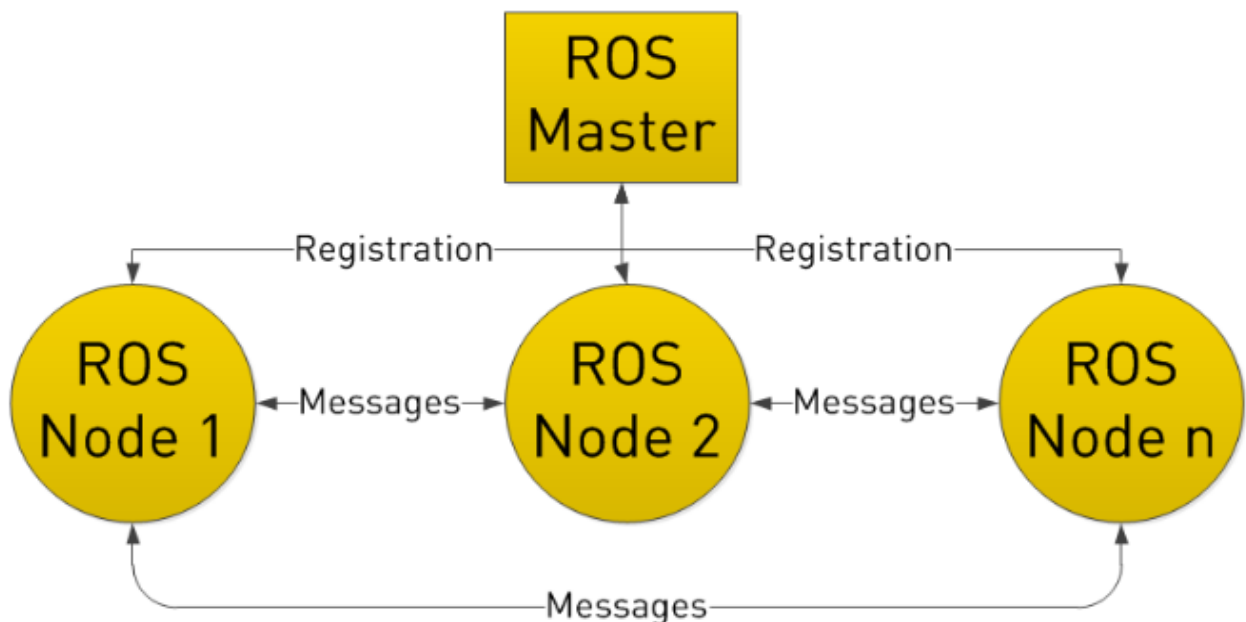 ROS
Master
Registration
Registration
ROS
Node 1
Messages
ROS
Node 2
Messages
ROS
Node n
Messages